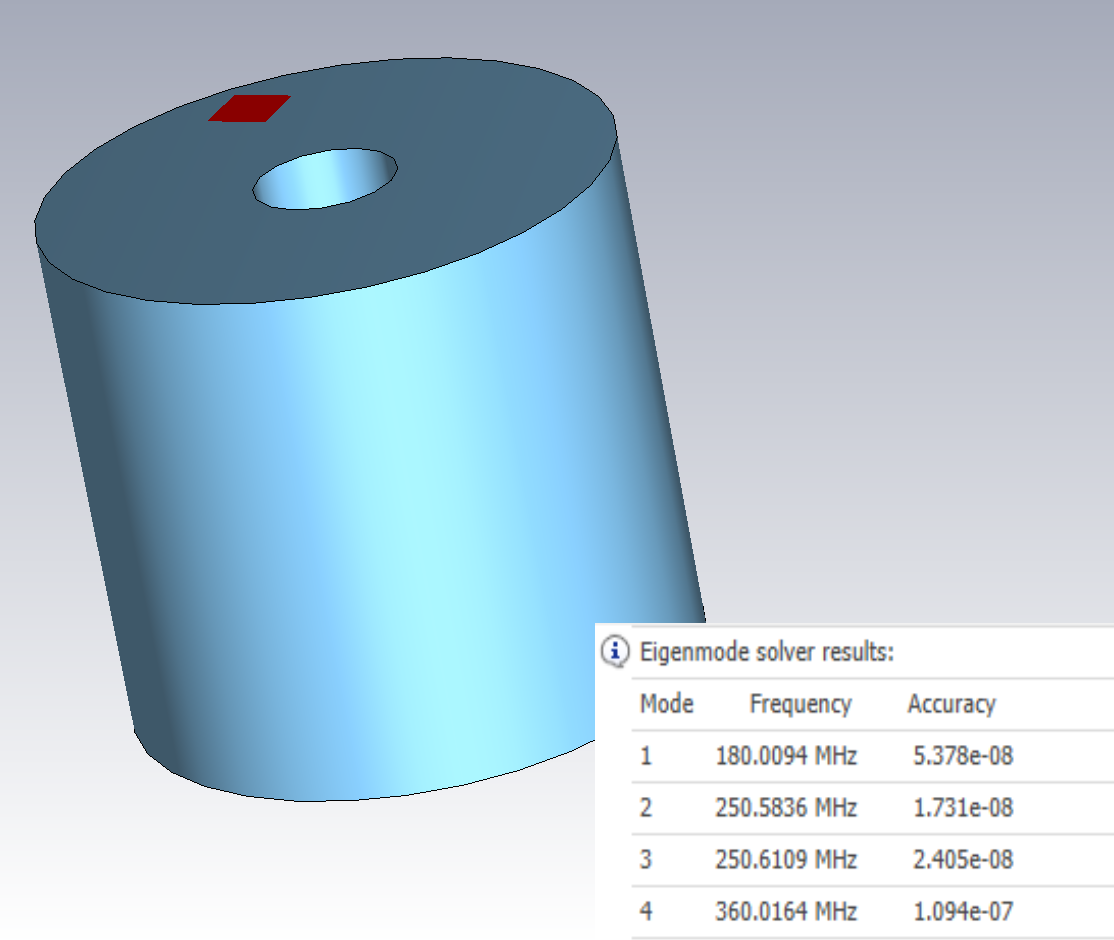 Eigenmode solver results:
Mode Frequency Accuracy
1 180.0094 MHz 5.378e-08
2 250.5836 MHz 1.731e-08
3 250.6109 MHz 2.405e-08
4 360.0164 MHz 1.094e-07